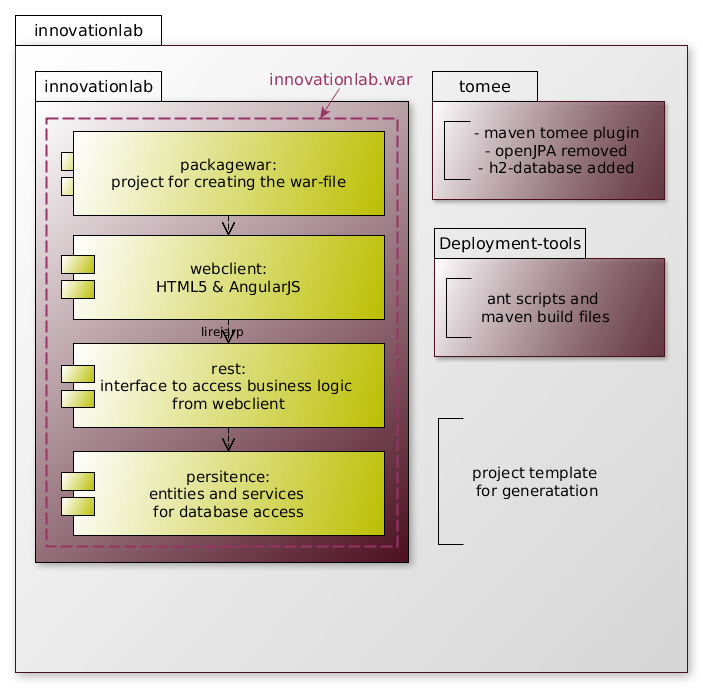 innovationlab
innovationlab
innovationlab.war
packagewar:
project for creating the war-file
webclient:
HTML5 & AngularJS
rest:
interface to access business logic
from webclient
persitence:
entities and services
for database access
tomee
- maven tomee plugin
- openJPA removed
- h2-database added
Deployment-tools
ant scripts and
maven build files
project template
for generatation